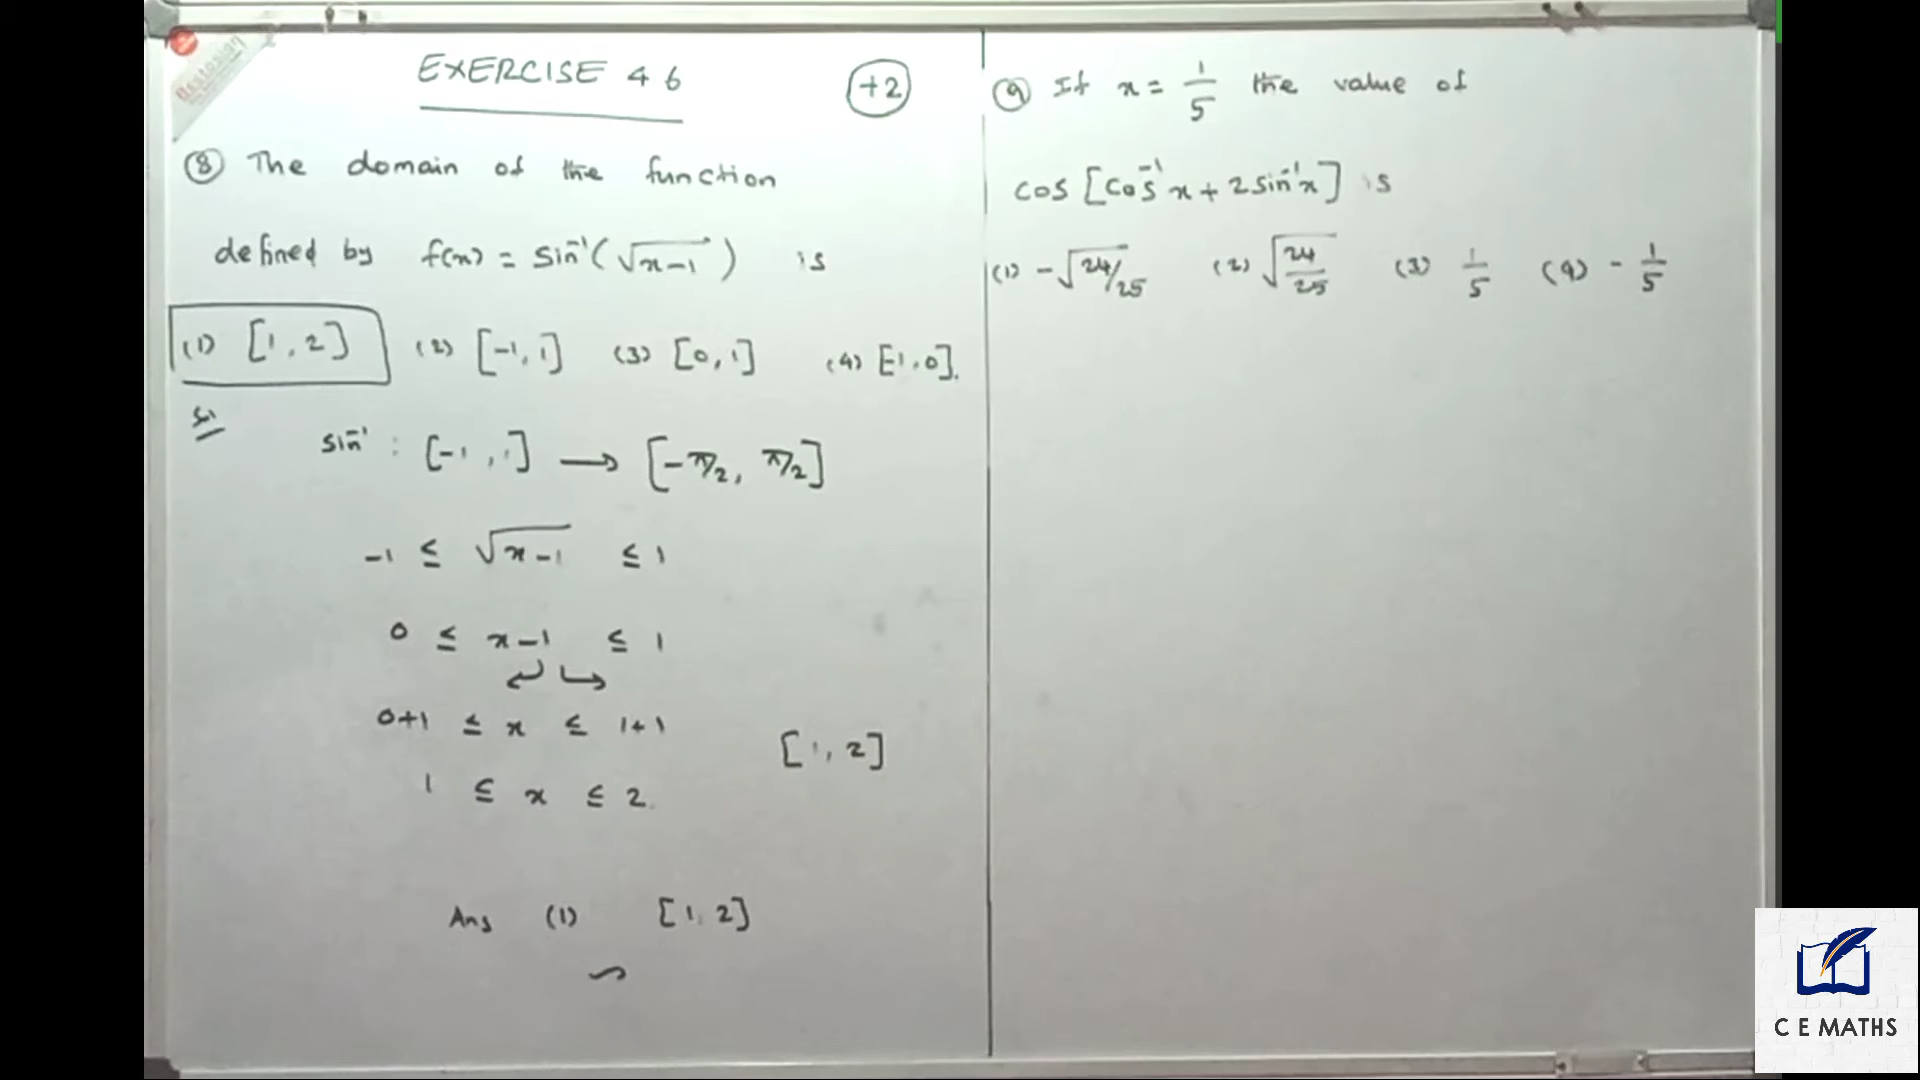 EXERCISE 4 6
+2
⑧ The domain of the function
defined by f(x) = sin⁻¹(√x-1) is
(1) [1, 2] (2) [-1, 1] (3) [0, 1] (4) [-1, 0].
sin⁻¹ : [-1, 1] → [-π/2, π/2]
-1 ≤ √x-1 ≤ 1
0 ≤ x-1 ≤ 1
0+1 ≤ x ≤ 1+1
[1, 2]
1 ≤ x ≤ 2.
Ans (1) [1, 2]
⑨ If x = 1/5 the value of
cos [cos⁻¹x + 2 sin⁻¹x] is
(1) -√24/25 (2) √24/25 (3) 1/5 (4) -1/5
C E MATHS